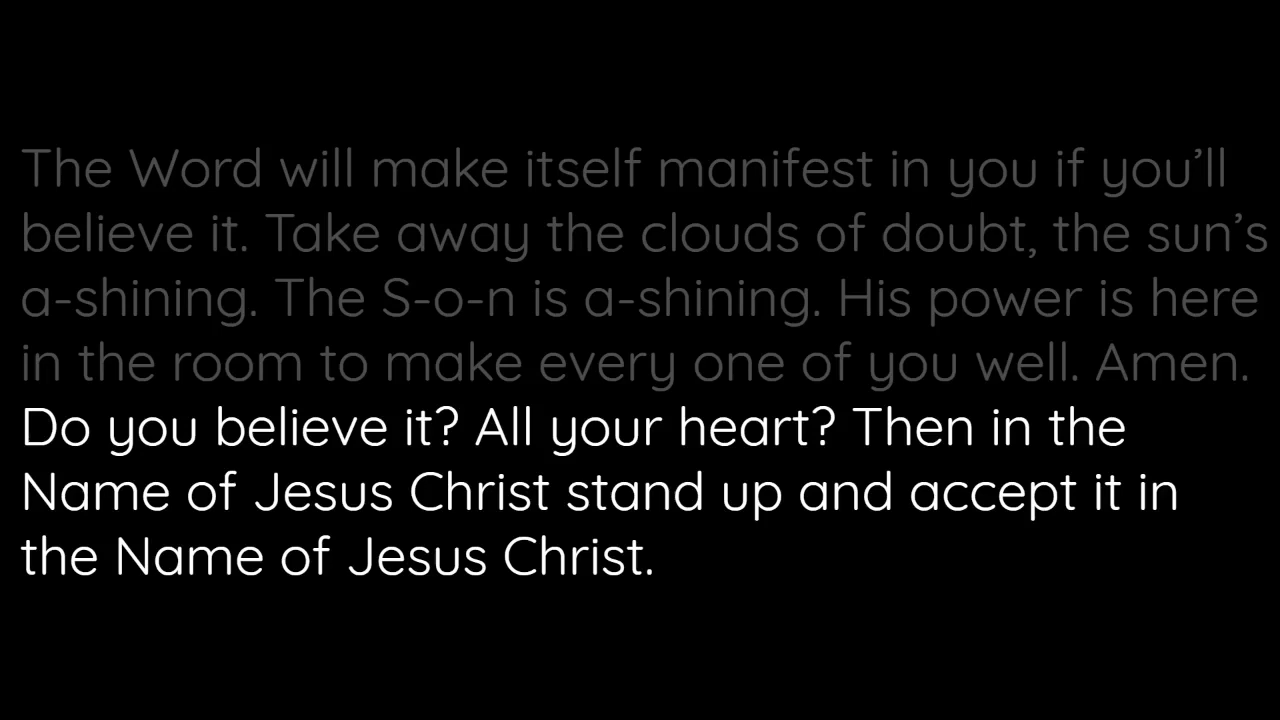 The Word will make itself manifest in you if you’ll
believe it. Take away the clouds of doubt, the sun’s
a-shining. The S-o-n is a-shining. His power is here
in the room to make every one of you well. Amen.
Do you believe it? All your heart? Then in the
Name of Jesus Christ stand up and accept it in
the Name of Jesus Christ.